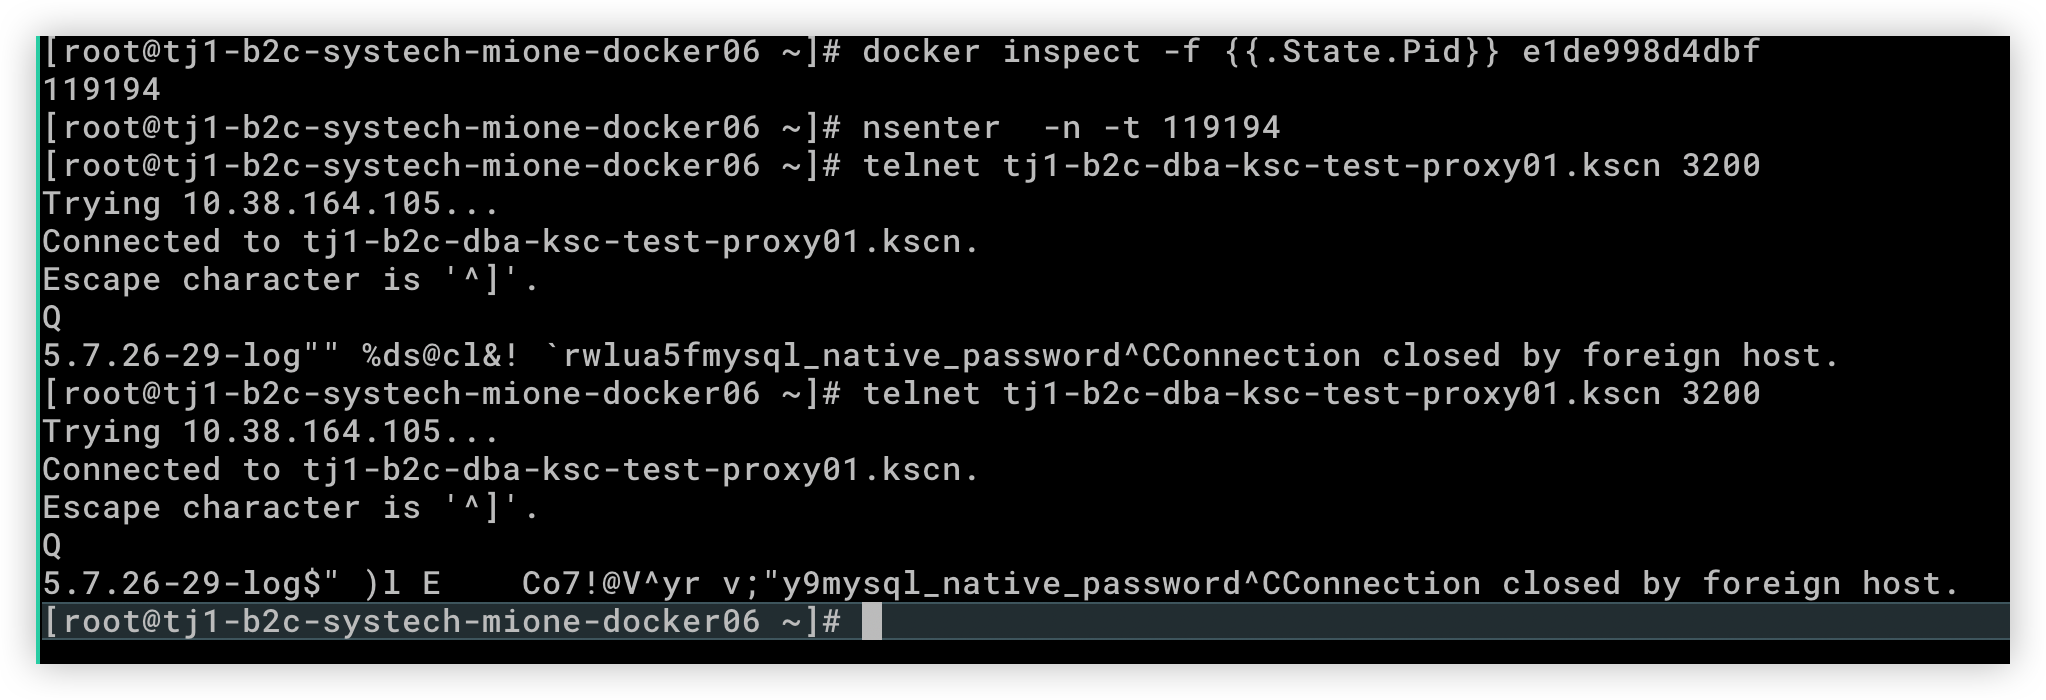 [root@tj1-b2c-systech-mione-docker06 ~]# docker inspect -f {{.State.Pid}} e1de998d4dbf
119194
[root@tj1-b2c-systech-mione-docker06 ~]# nsenter  -n -t 119194
[root@tj1-b2c-systech-mione-docker06 ~]# telnet tj1-b2c-dba-ksc-test-proxy01.kscn 3200
Trying 10.38.164.105...
Connected to tj1-b2c-dba-ksc-test-proxy01.kscn.
Escape character is '^]'.
Q
5.7.26-29-log"" %ds@cl&! `rwlua5fmysql_native_password^CConnection closed by foreign host.
[root@tj1-b2c-systech-mione-docker06 ~]# telnet tj1-b2c-dba-ksc-test-proxy01.kscn 3200
Trying 10.38.164.105...
Connected to tj1-b2c-dba-ksc-test-proxy01.kscn.
Escape character is '^]'.
Q
5.7.26-29-log$" )l E    Co7!@V^yr v;"y9mysql_native_password^CConnection closed by foreign host.
[root@tj1-b2c-systech-mione-docker06 ~]#